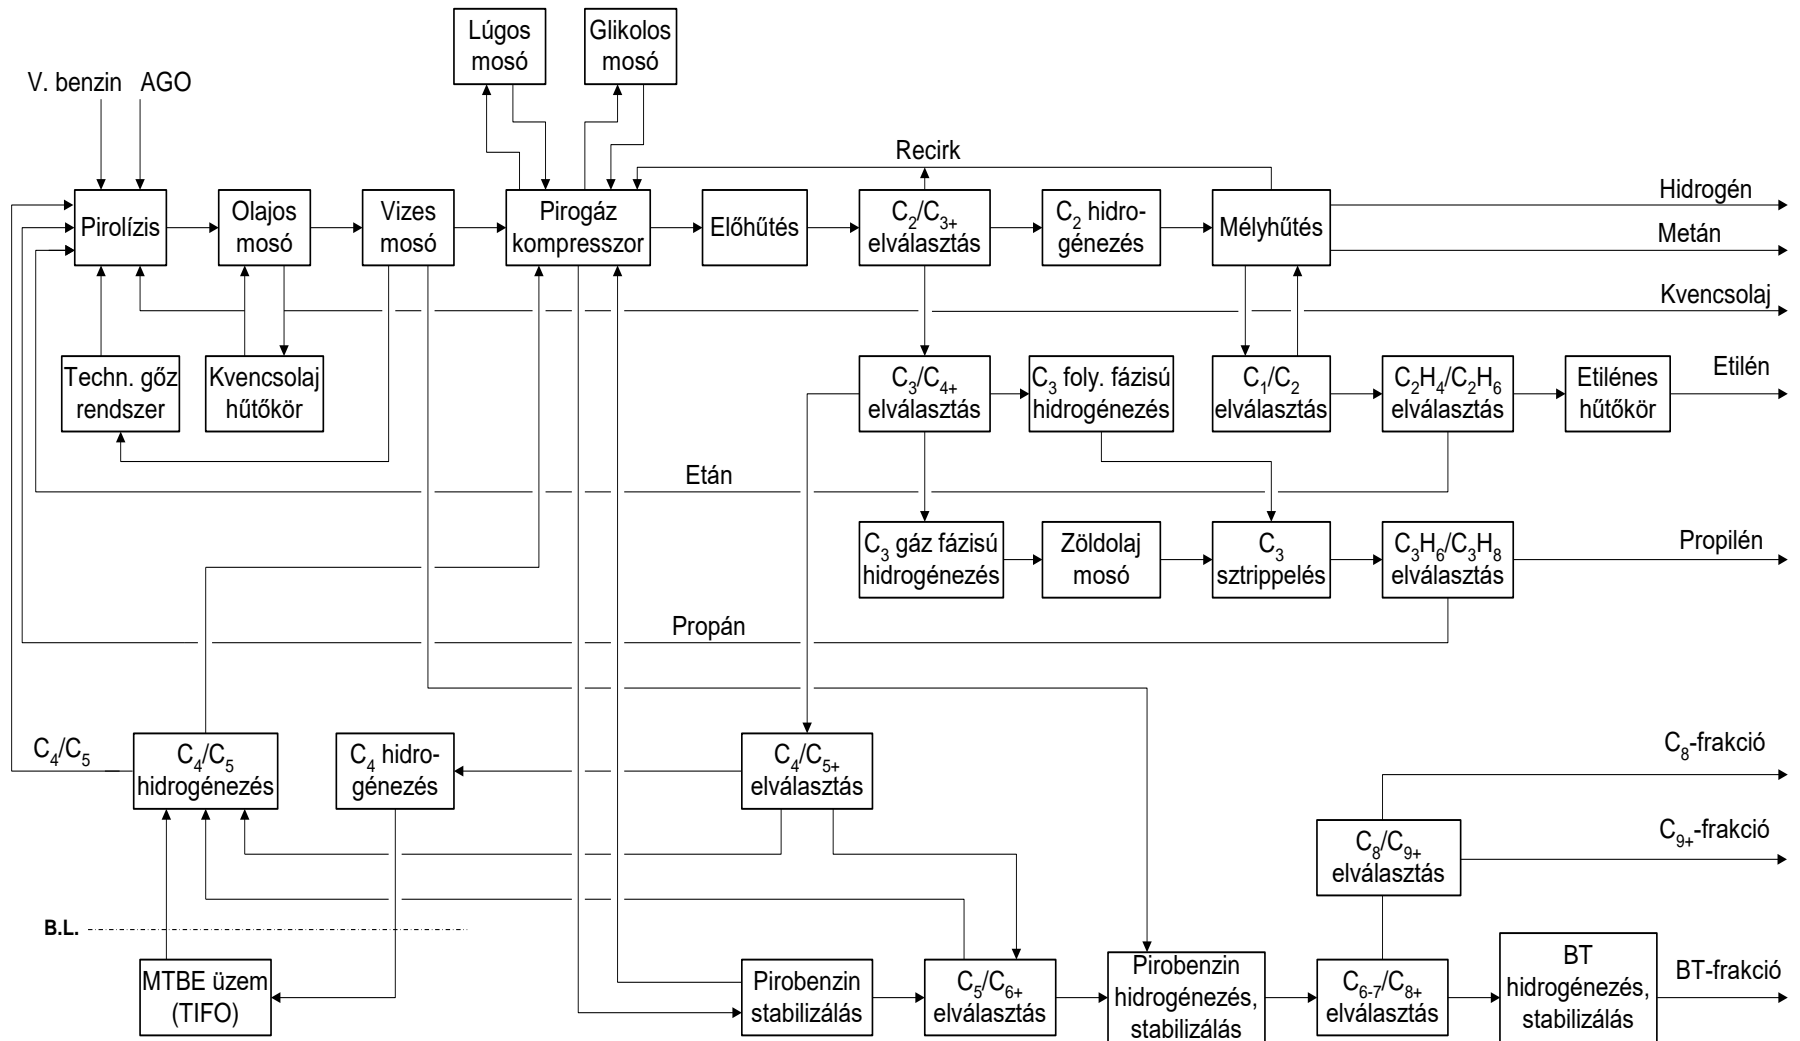 Lúgos
mosó
Glikolos
mosó
V. benzin AGO
Recirk
Pirolízis
Olajos
mosó
Vizes
mosó
Pirogáz
kompresszor
Előhűtés
C2/C3+
elválasztás
C2 hidro-
génezés
Mélyhűtés
Hidrogén
Metán
Kvencsolaj
Techn. gőz
rendszer
Kvencsolaj
hűtőkör
C3/C4+
elválasztás
C3 foly. fázisú
hidrogénezés
C1/C2
elválasztás
C2H4/C2H6
elválasztás
Etilénes
hűtőkör
Etilén
Etán
C3 gáz fázisú
hidrogénezés
Zöldolaj
mosó
C3
sztrippelés
C3H6/C3H8
elválasztás
Propilén
Propán
C4/C5
C4/C5
hidrogénezés
C4 hidro-
génezés
C4/C5+
elválasztás
C8-frakció
C8/C9+
elválasztás
C9+-frakció
B.L.
MTBE üzem
(TIFO)
Pirobenzin
stabilizálás
C5/C6+
elválasztás
Pirobenzin
hidrogénezés,
stabilizálás
C6-7/C8+
elválasztás
BT
hidrogénezés,
stabilizálás
BT-frakció